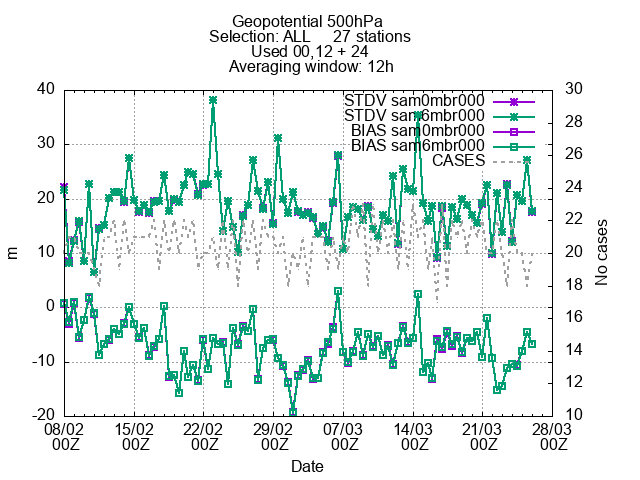 Geopotential 500hPa
Selection: ALL 27 stations
Used 00,12 + 24
Averaging window: 12h
STDV sam0mbr000
STDV sam6mbr000
BIAS sam0mbr000
BIAS sam6mbr000
CASES
40
30
20
10
0
-10
-20
m
30
28
26
24
22
20
18
16
14
12
10
No cases
08/02 15/02 22/02 29/02 07/03 14/03 21/03 28/03
00Z 00Z 00Z 00Z 00Z 00Z 00Z 00Z
Date